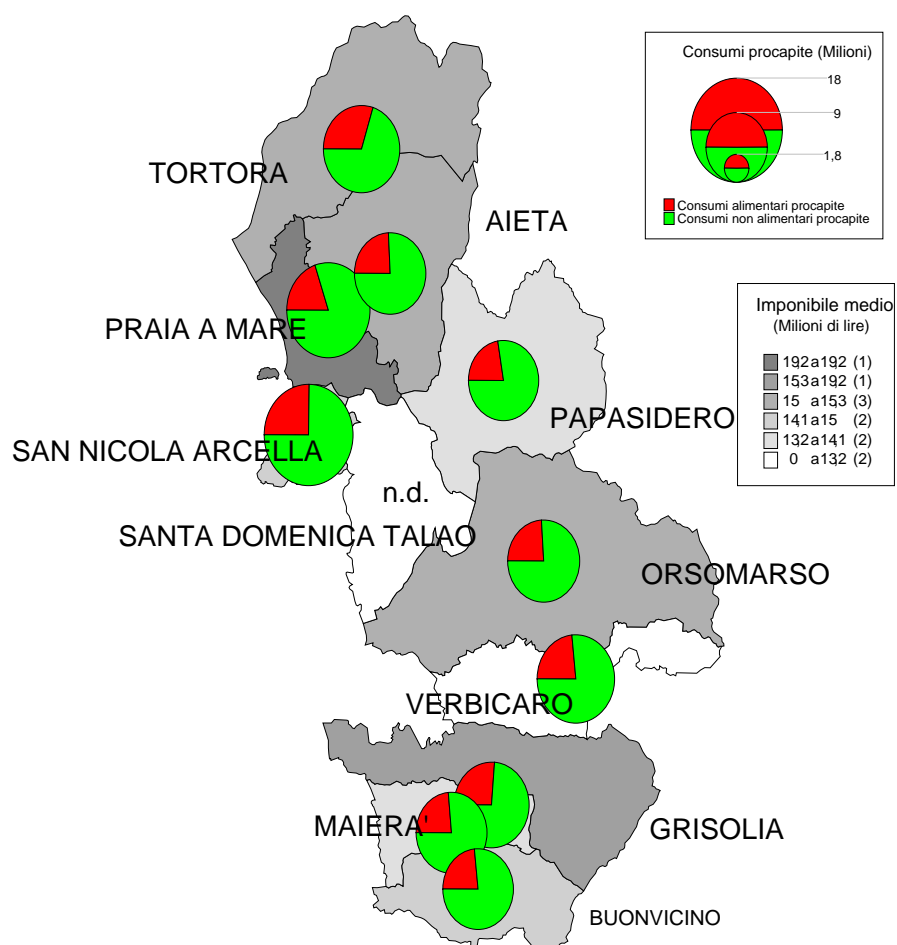 Consumi procapite (Milioni)
18
9
1,8
Consumi alimentari procapite
Consumi non alimentari procapite
TORTORA
AIETA
PRAIA A MARE
Imponibile medio
(Milioni di lire)
19,2 a 19,2 (1)
15,3 a 19,2 (1)
15 a 15,3 (3)
14,1 a 15 (2)
13,2 a 14,1 (2)
0 a 13,2 (2)
PAPASIDERO
SAN NICOLA ARCELLA
n.d.
SANTA DOMENICA TALAO
ORSOMARSO
VERBICARO
MAIERA'
GRISOLIA
BUONVICINO